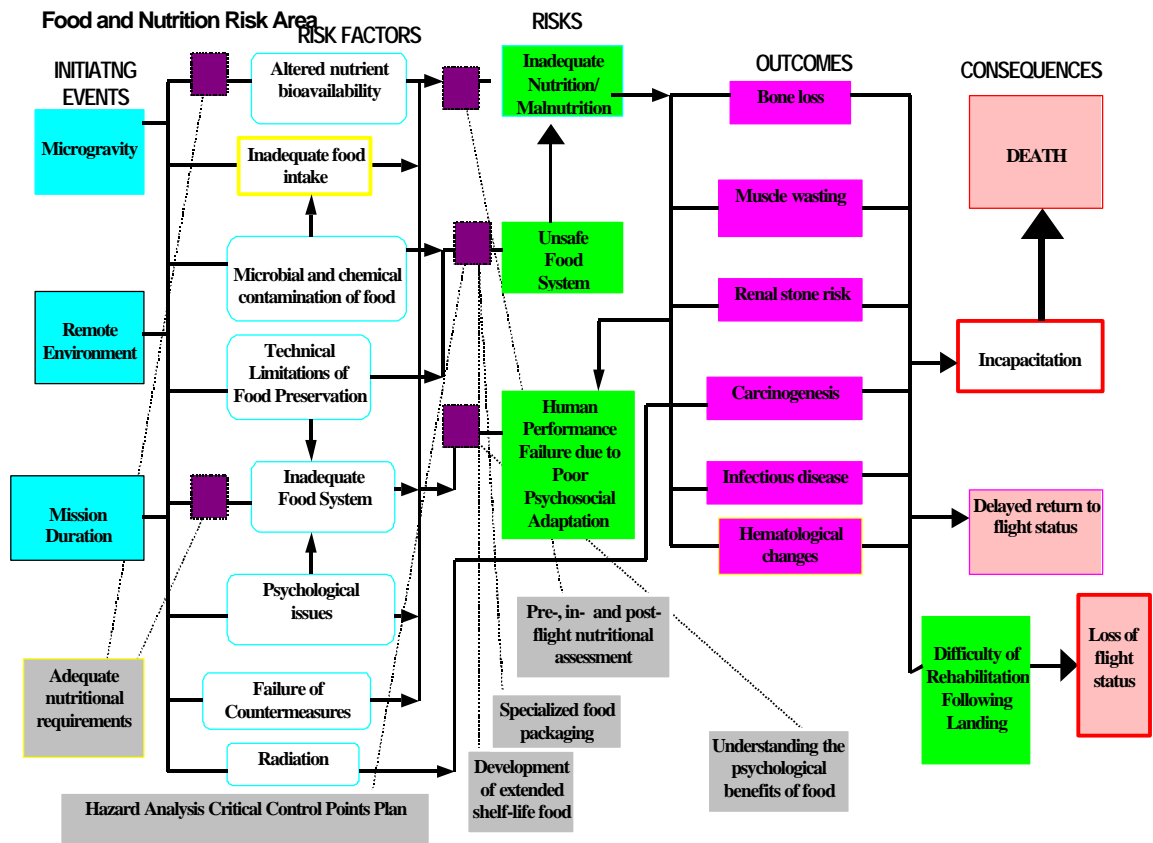 Food and Nutrition Risk Area
RISK FACTORS
RISKS
INITIATNG
EVENTS
OUTCOMES
CONSEQUENCES
Microgravity
Remote
Environment
Mission
Duration
Altered nutrient
bioavailability
Inadequate food
intake
Microbial and chemical
contamination of food
Technical
Limitations of
Food Preservation
Inadequate
Food System
Psychological
issues
Failure of
Countermeasures
Radiation
Inadequate
Nutrition/
Malnutrition
Unsafe
Food
System
Human
Performance
Failure due to
Poor
Psychosocial
Adaptation
Bone loss
Muscle wasting
Renal stone risk
Carcinogenesis
Infectious disease
Hematological
changes
DEATH
Incapacitation
Delayed return to
flight status
Difficulty of
Rehabilitation
Following
Landing
Loss of
flight
status
Adequate
nutritional
requirements
Hazard Analysis Critical Control Points Plan
Pre-, in- and post-
flight nutritional
assessment
Specialized food
packaging
Development
of extended
shelf-life food
Understanding the
psychological
benefits of food